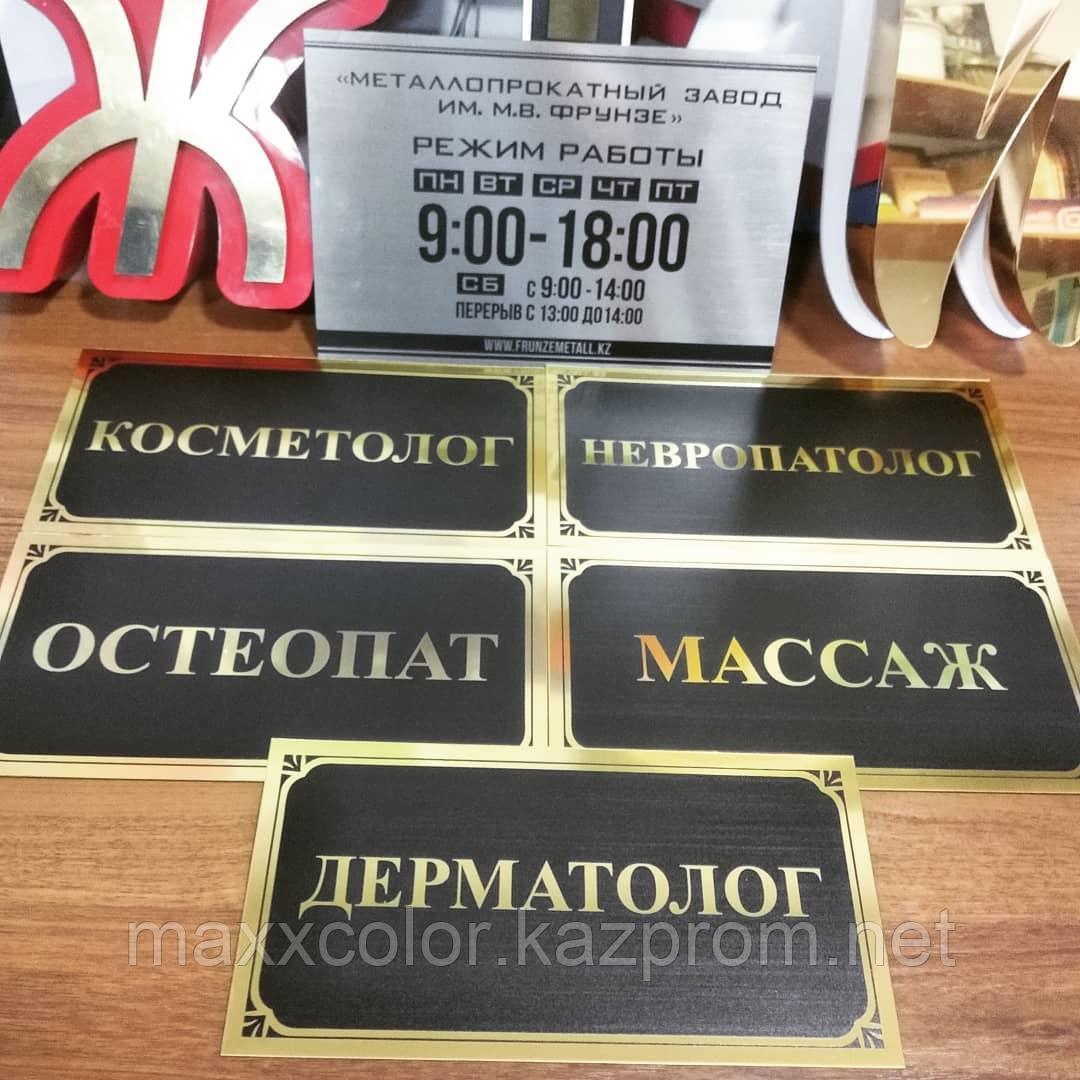 Ж
«МЕТАЛЛОПРОКАТНЫЙ ЗАВОД
ИМ. М.В. ФРУНЗЕ»
РЕЖИМ РАБОТЫ
ПН ВТ СР ЧТ ПТ
9:00-18:00
СБ с 9:00-14:00
ПЕРЕРЫВ С 13:00 ДО14:00
WWW.FRUNZEMETALL.KZ
КОСМЕТОЛОГ
НЕВРОПАТОЛОГ
ОСТЕОПАТ
МАССАЖ
ДЕРМАТОЛОГ
maxxcolor.kazprom.net